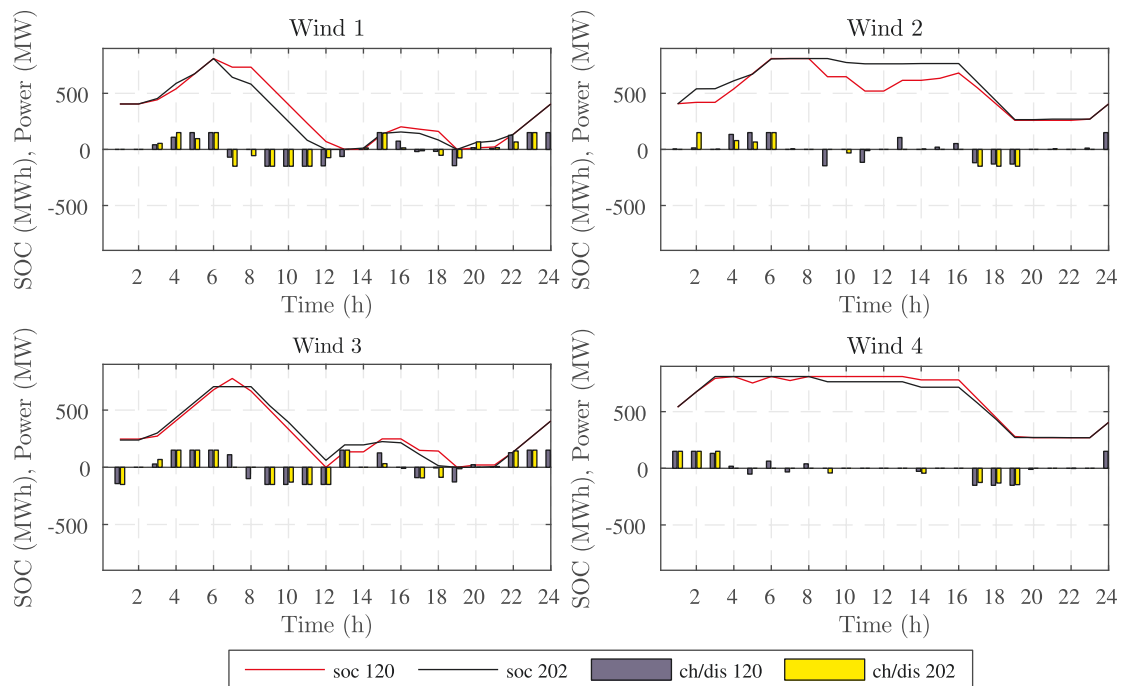 Wind 1
SOC (MWh), Power (MW)
500
0
-500
2 4 6 8 10 12 14 16 18 20 22 24
Time (h)
Wind 2
SOC (MWh), Power (MW)
500
0
-500
2 4 6 8 10 12 14 16 18 20 22 24
Time (h)
Wind 3
SOC (MWh), Power (MW)
500
0
-500
2 4 6 8 10 12 14 16 18 20 22 24
Time (h)
Wind 4
SOC (MWh), Power (MW)
500
0
-500
2 4 6 8 10 12 14 16 18 20 22 24
Time (h)
soc 120 soc 202 ch/dis 120 ch/dis 202